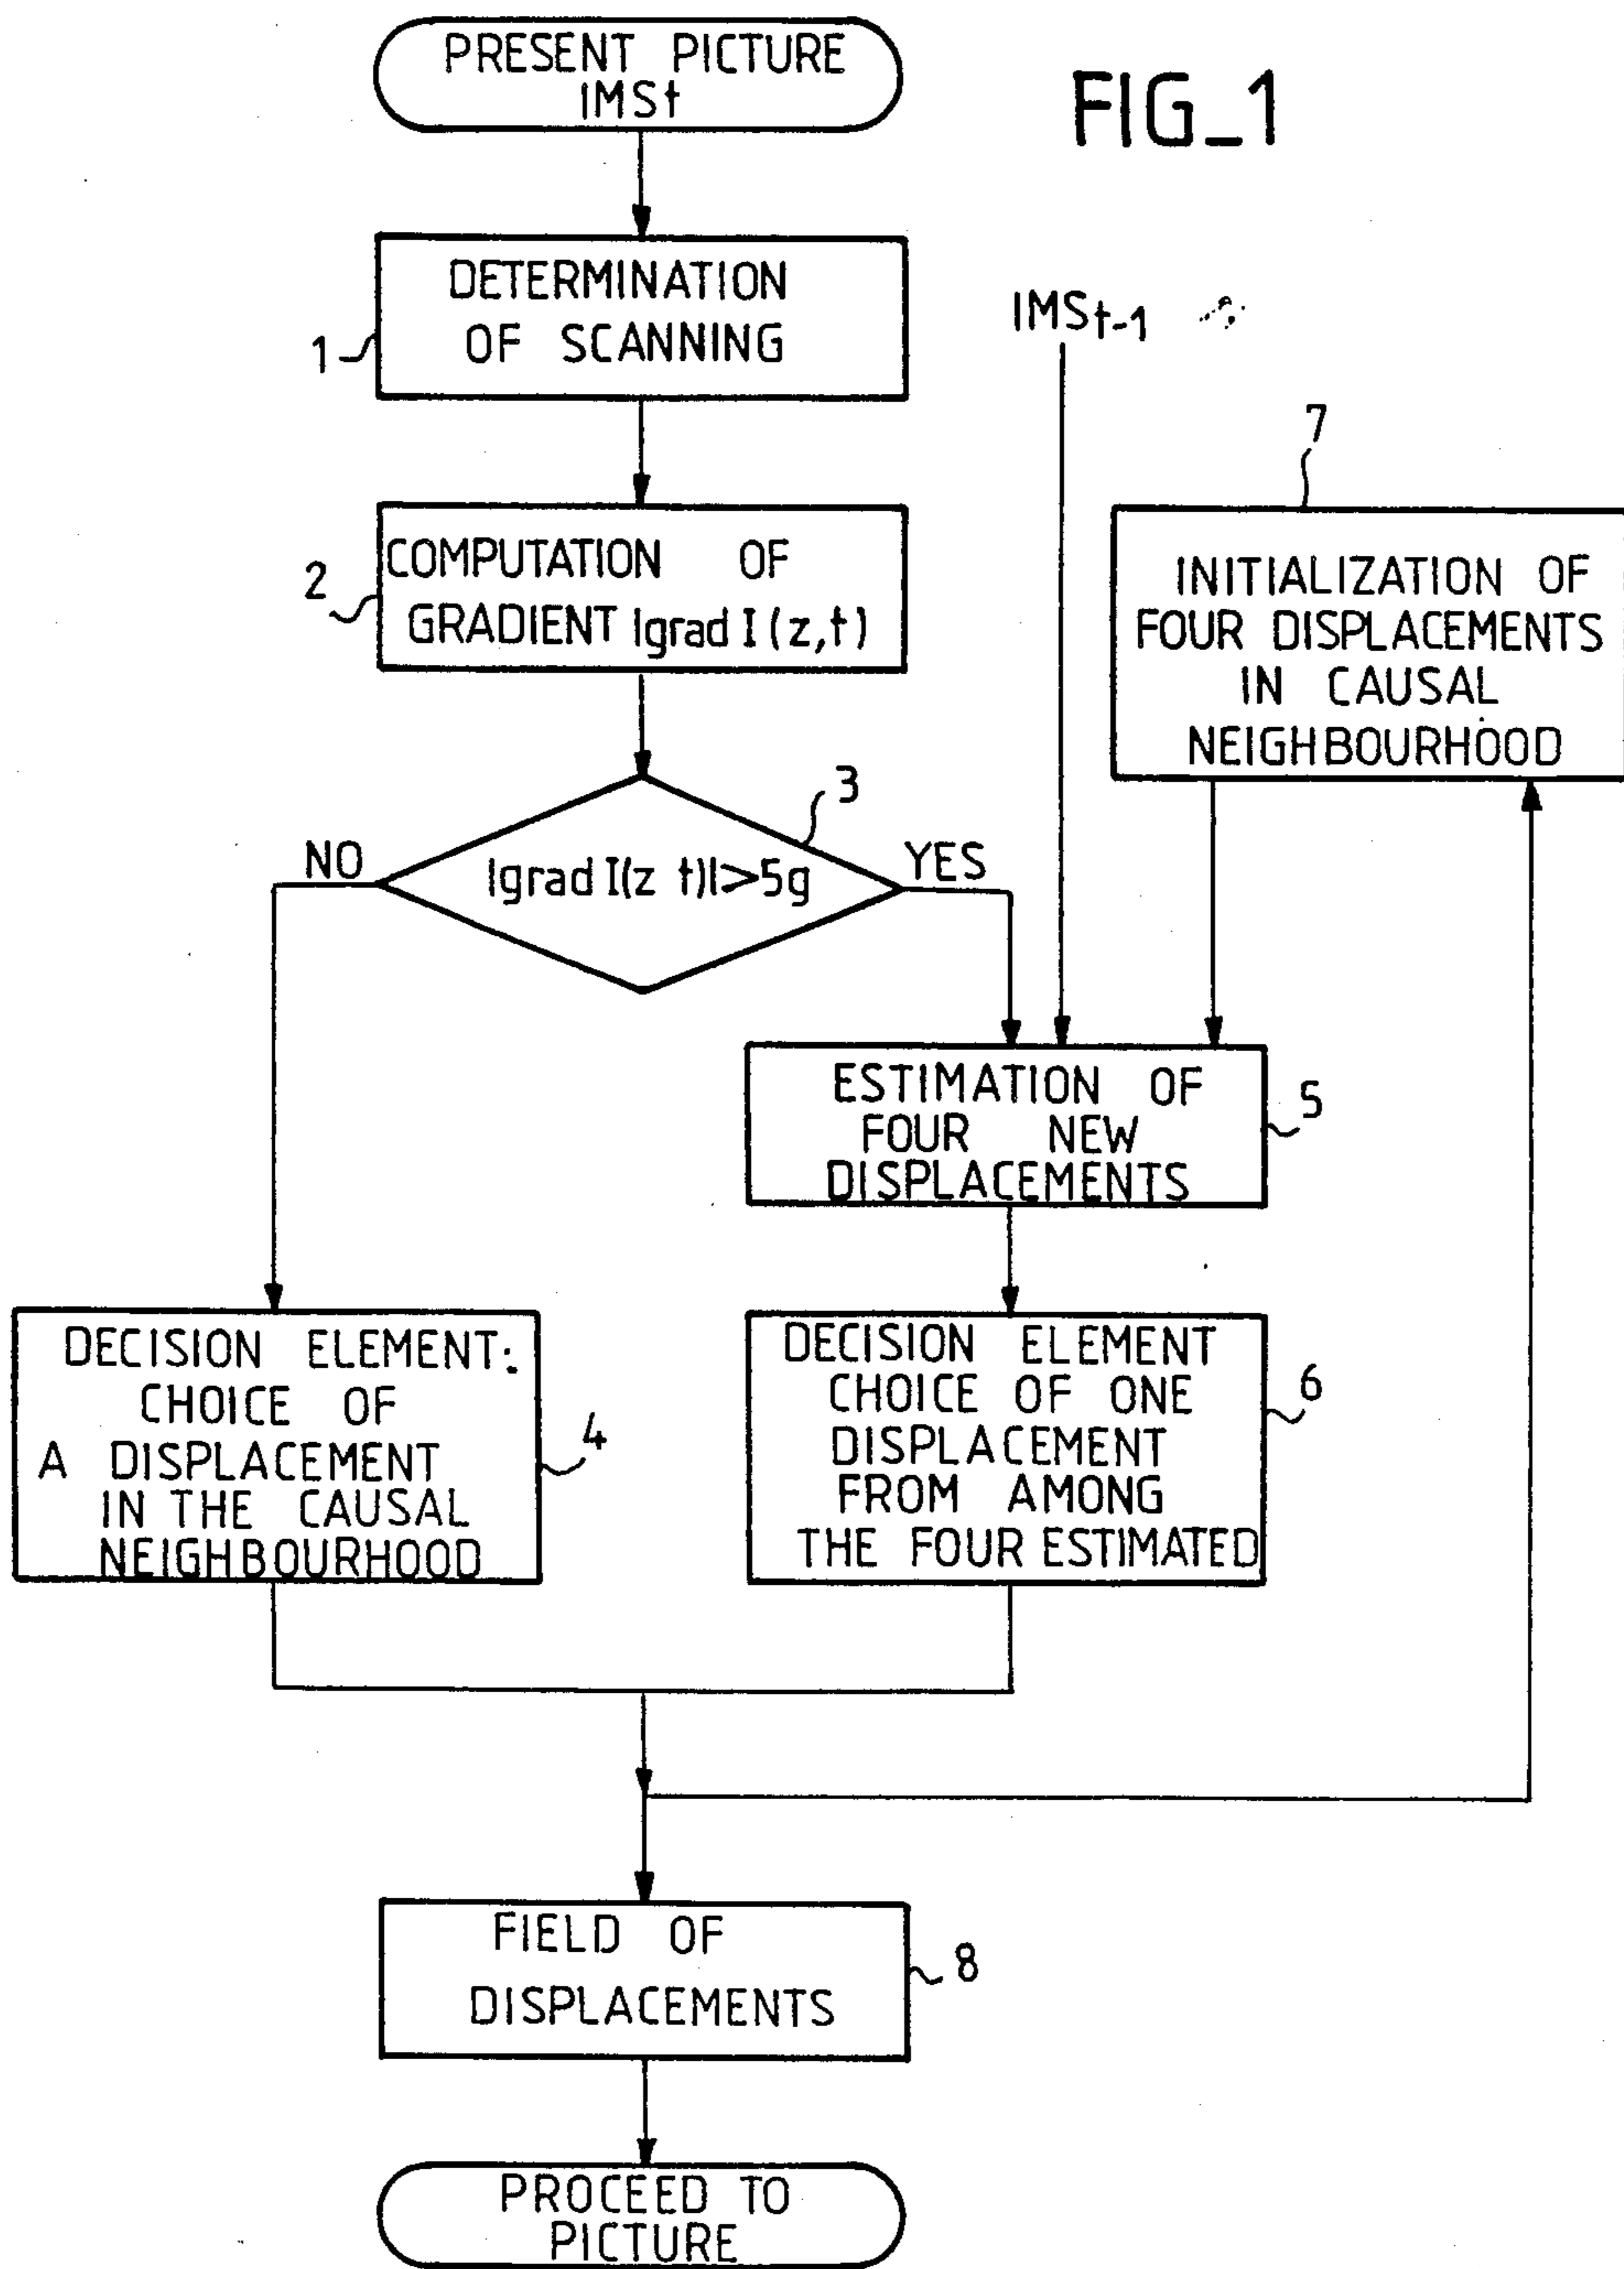 PRESENT PICTURE
IMSt
FIG_1
DETERMINATION
OF SCANNING
1
IMSt-1
7
COMPUTATION OF
GRADIENT |grad I (z,t)
2
INITIALIZATION OF
FOUR DISPLACEMENTS
IN CAUSAL
NEIGHBOURHOOD
3
NO
|grad I(z t)|>5g
YES
ESTIMATION OF
FOUR NEW
DISPLACEMENTS
5
DECISION ELEMENT:
CHOICE OF
A DISPLACEMENT
IN THE CAUSAL
NEIGHBOURHOOD
4
DECISION ELEMENT
CHOICE OF ONE
DISPLACEMENT
FROM AMONG
THE FOUR ESTIMATED
6
FIELD OF
DISPLACEMENTS
8
PROCEED TO
PICTURE